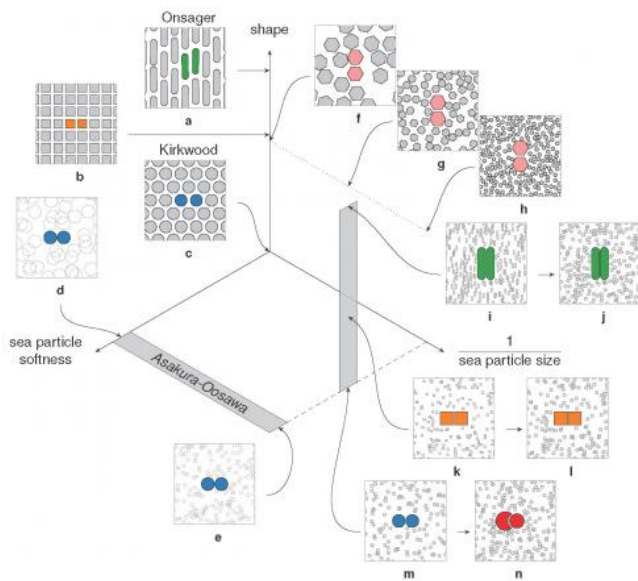 Onsager
shape
a
f
g
h
b
Kirkwood
c
d
i
j
sea particle
softness
Asakura-Oosawa
1
sea particle size
k
l
e
m
n